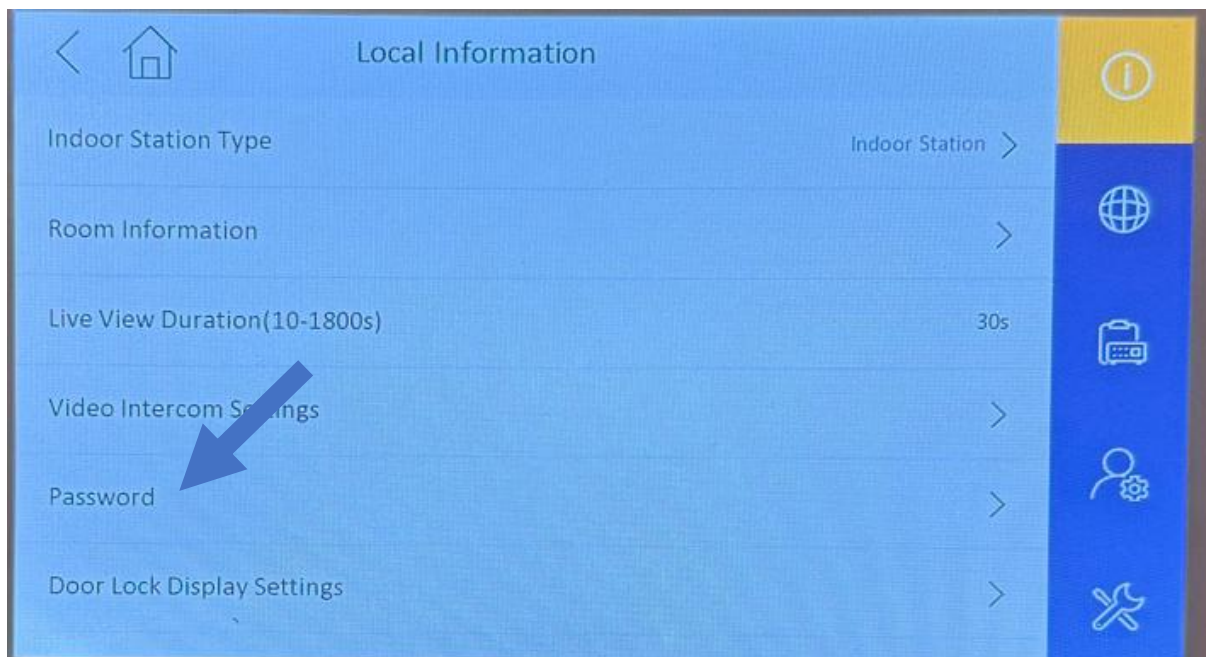 Local Information
Indoor Station Type
Indoor Station
Room Information
Live View Duration(10-1800s)
30s
Video Intercom Settings
Password
Door Lock Display Settings